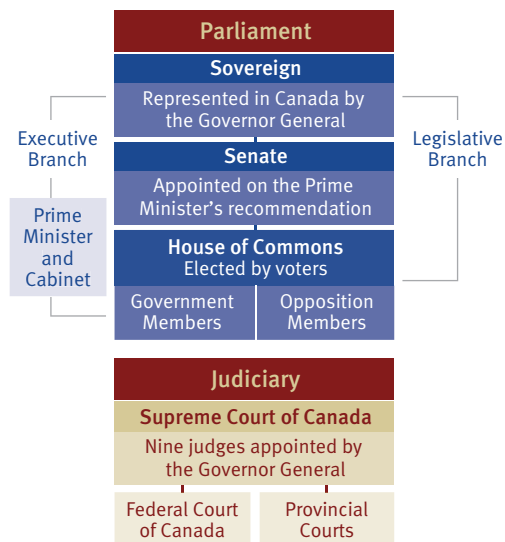 Parliament
Sovereign
Represented in Canada by
the Governor General
Executive
Branch
Legislative
Branch
Senate
Appointed on the Prime
Minister’s recommendation
Prime
Minister
and
Cabinet
House of Commons
Elected by voters
Government
Members
Opposition
Members
Judiciary
Supreme Court of Canada
Nine judges appointed by
the Governor General
Federal Court
of Canada
Provincial
Courts